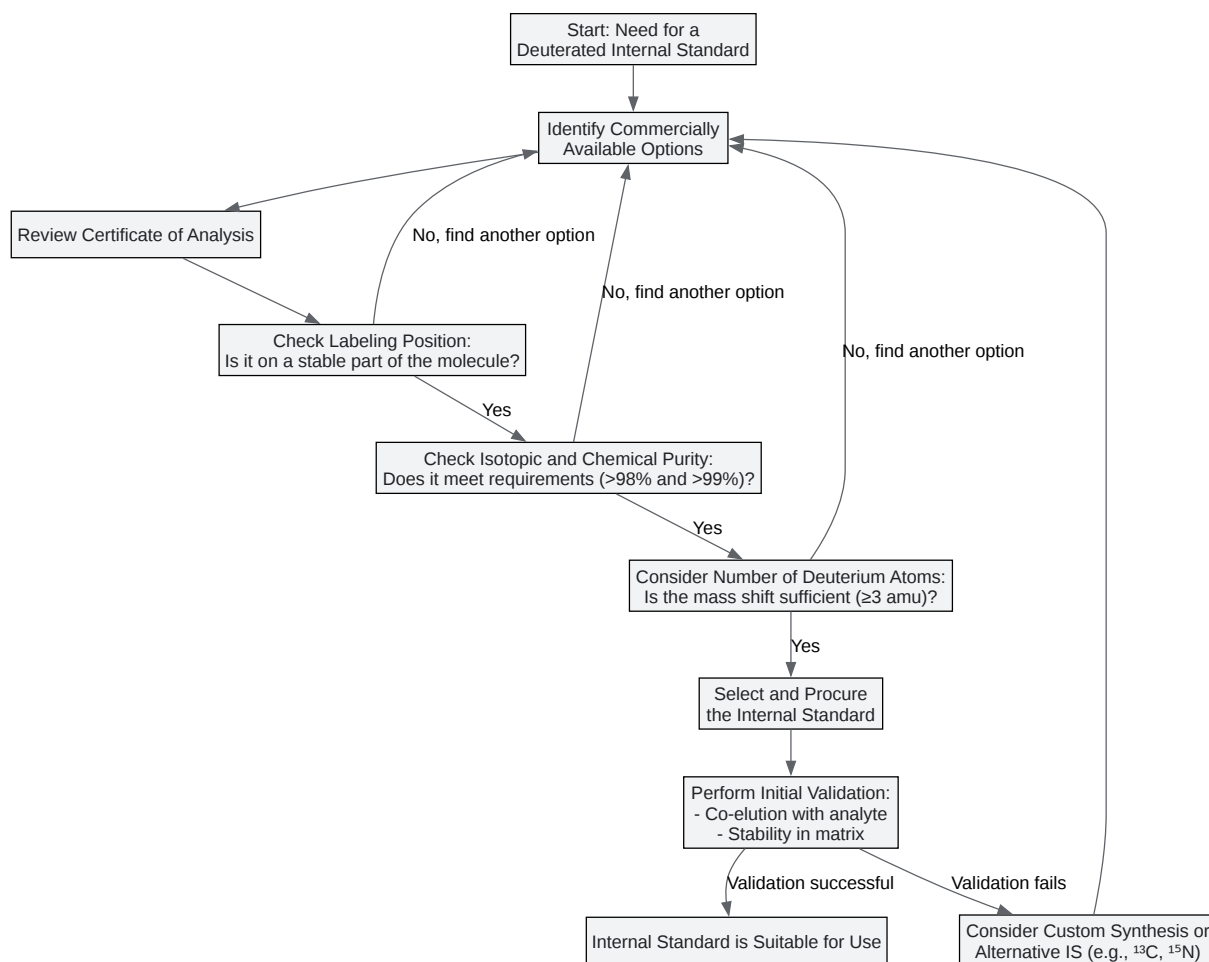 Start: Need for a
Deuterated Internal Standard
Identify Commercially
Available Options
Review Certificate of Analysis
No, find another option
No, find another option
Check Labeling Position:
Is it on a stable part of the molecule?
No, find another option
Yes
Check Isotopic and Chemical Purity:
Does it meet requirements (>98% and >99%)?
Yes
Consider Number of Deuterium Atoms:
Is the mass shift sufficient (≥3 amu)?
Yes
Select and Procure
the Internal Standard
Perform Initial Validation:
- Co-elution with analyte
- Stability in matrix
Validation successful
Validation fails
Internal Standard is Suitable for Use
Consider Custom Synthesis or
Alternative IS (e.g., ¹³C, ¹⁵N)